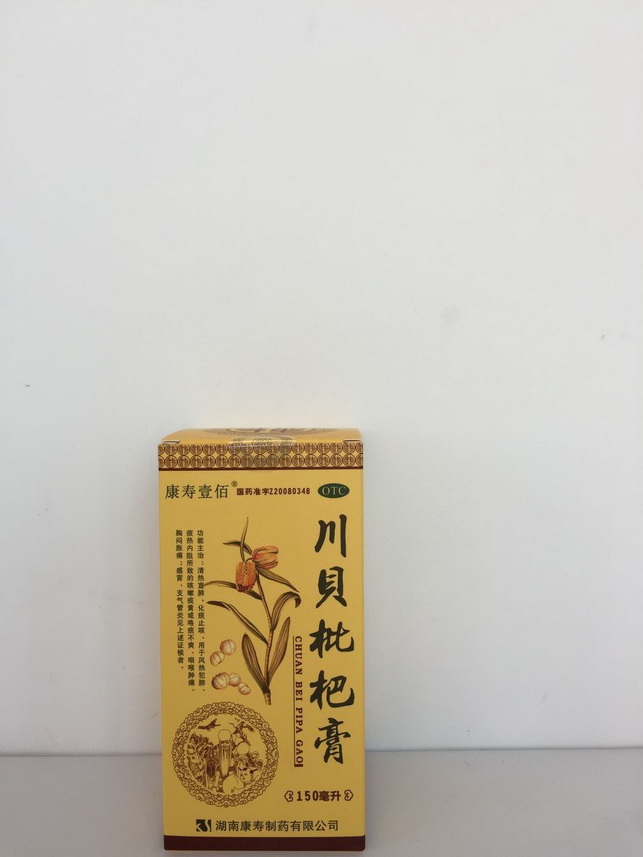 康寿壹佰®
国药准字Z20080348
OTC
川貝枇杷膏
CHUAN BEI PIPA GAO
功能主治：清热宣肺，化痰止咳。用于风热犯肺、
痰热内阻所致的咳嗽痰黄或咯痰不爽、咽喉肿痛、
胸闷胀痛；感冒、支气管炎见上述证候者。
150毫升
湖南康寿制药有限公司